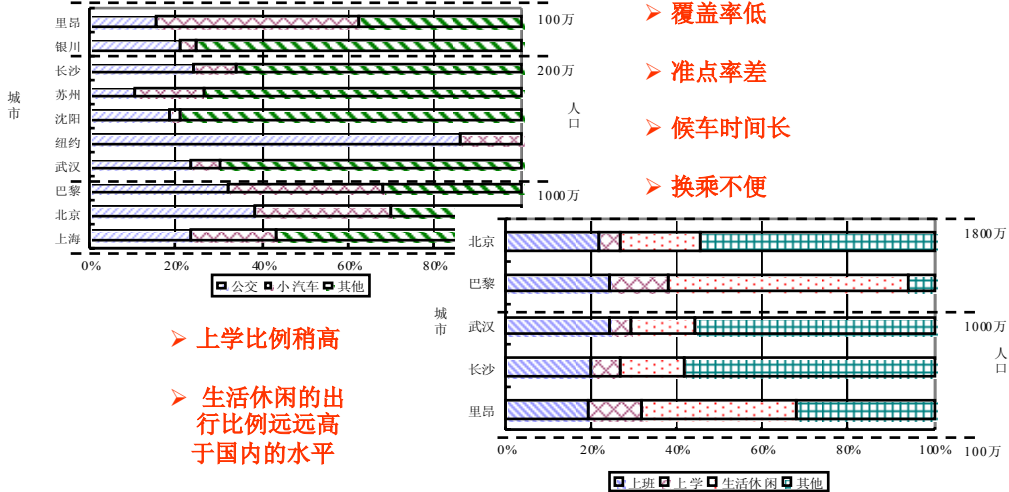 里昂
银川
长沙
苏州
沈阳
纽约
武汉
巴黎
北京
上海
城市
100万
200万
人口
1000万
0% 20% 40% 60% 80%
公交 小汽车 其他
➢ 覆盖率低
➢ 准点率差
➢ 候车时间长
➢ 换乘不便
➢ 上学比例稍高
➢ 生活休闲的出
行比例远远高
于国内的水平
北京
巴黎
武汉
长沙
里昂
城市
1800万
1000万
人口
100万
0% 20% 40% 60% 80% 100%
上班 上学 生活休闲 其他